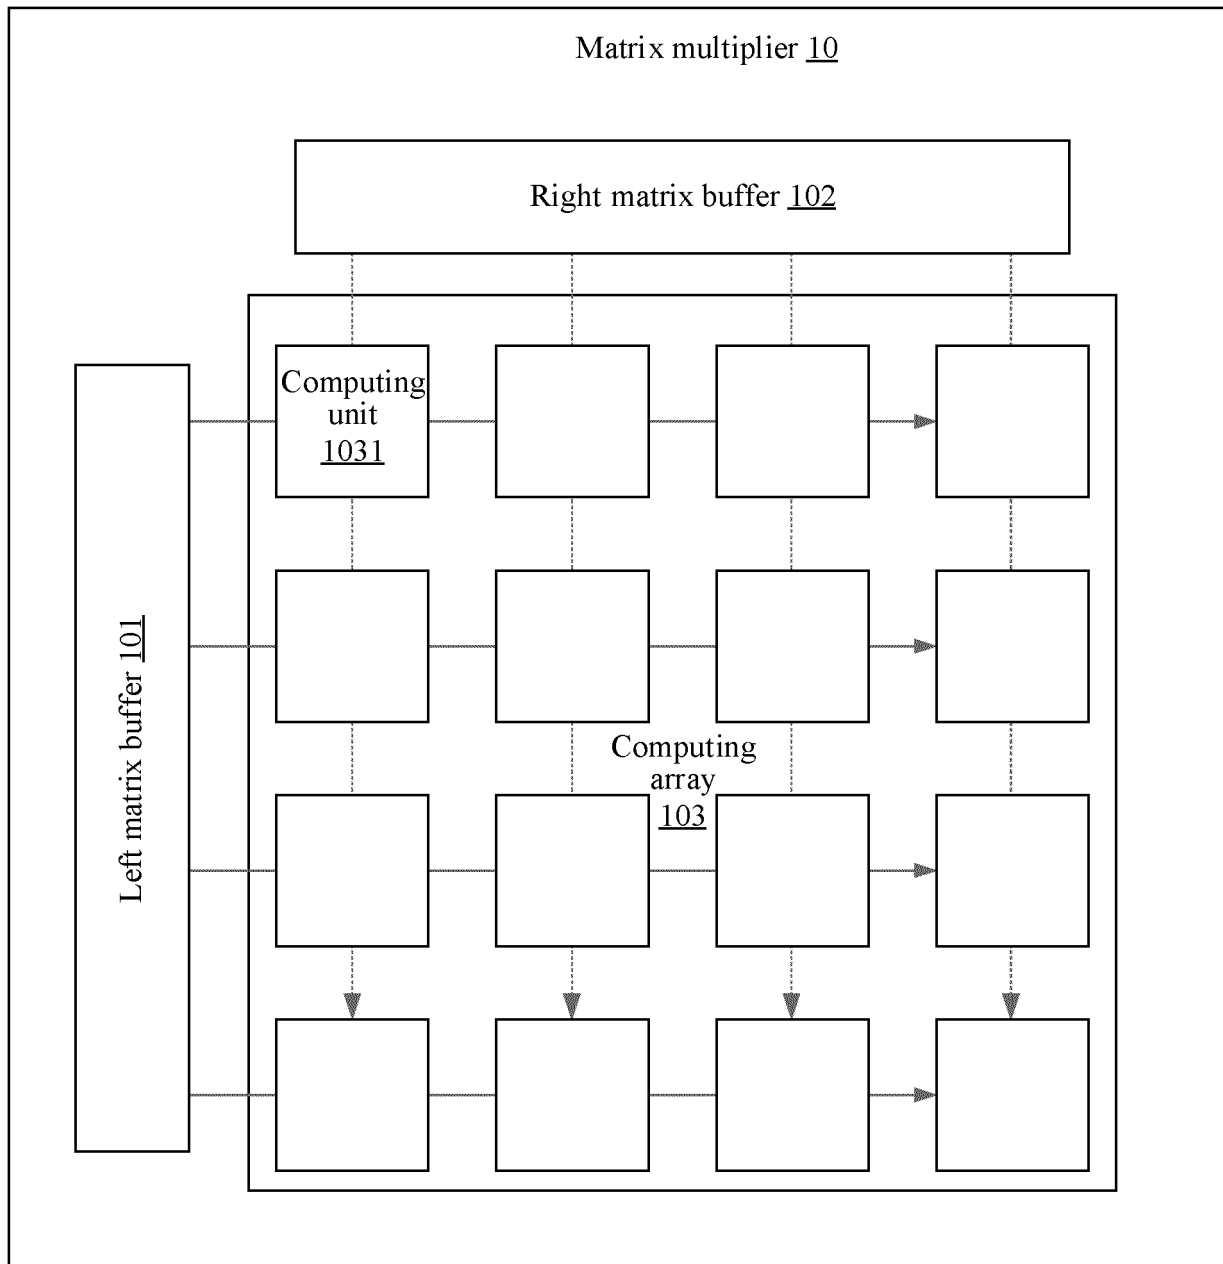 Matrix multiplier 10
Right matrix buffer 102
Computing
unit
1031
Left matrix buffer 101
Computing
array
103